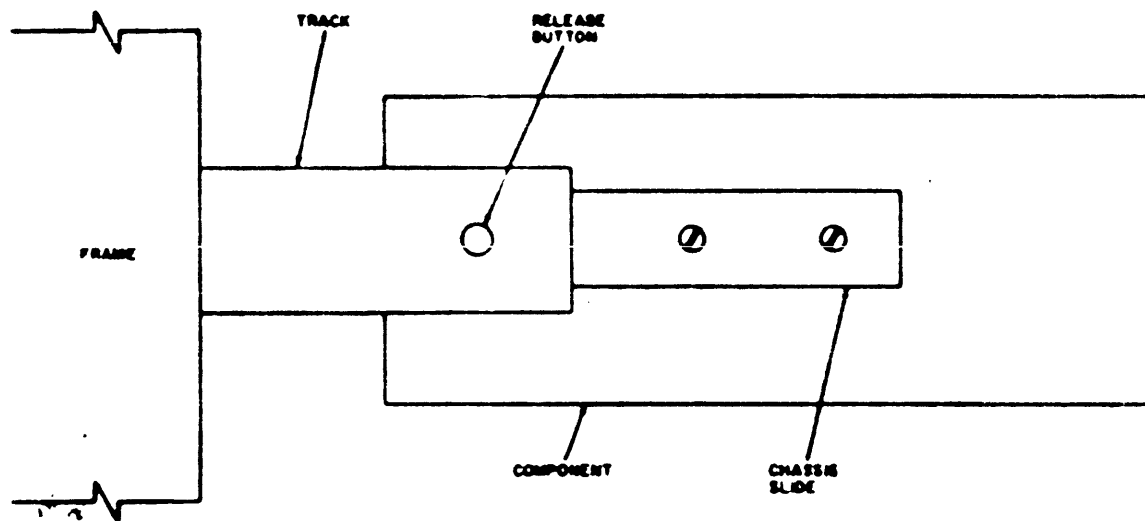 TRACK
RELEASE
BUTTON
FRAME
COMPONENT
CHASSIS
SLIDE